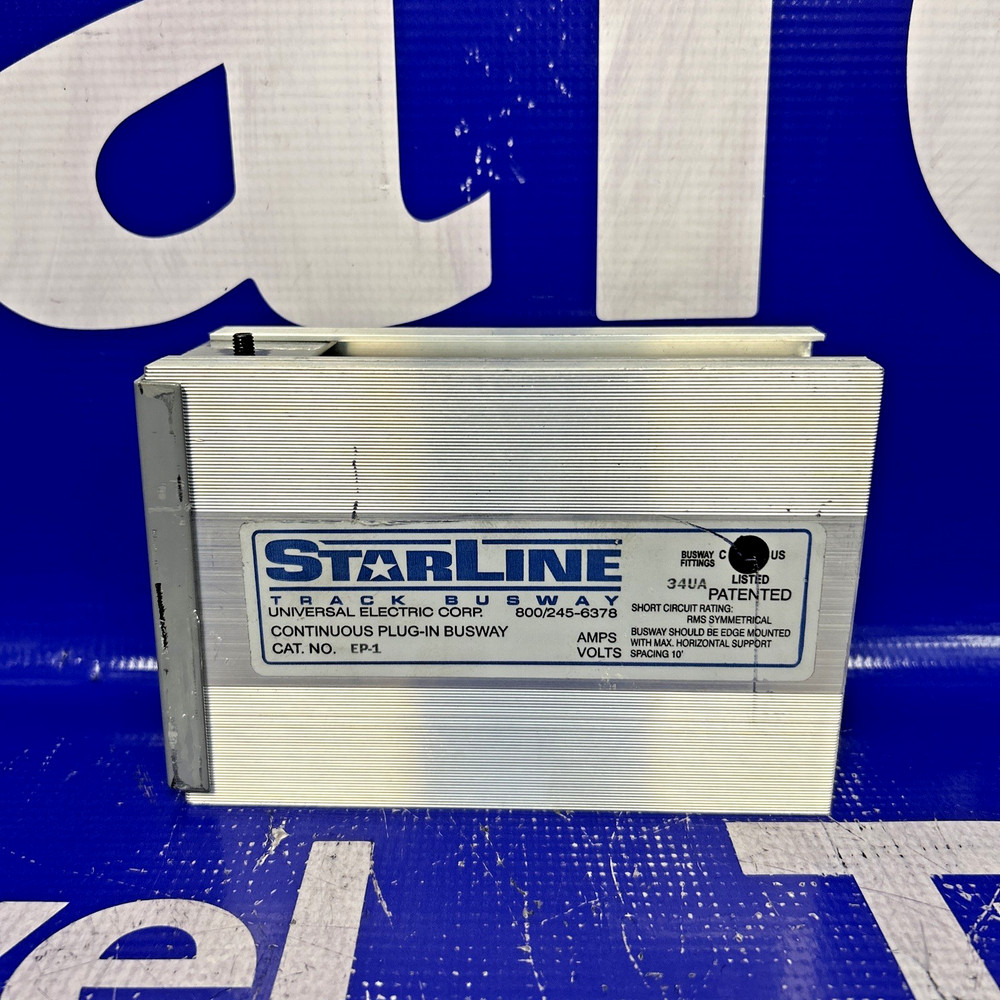 STARLINE
TRACK BUSWAY
UNIVERSAL ELECTRIC CORP. 800/245-6378
CONTINUOUS PLUG-IN BUSWAY
CAT. NO. EP-1
AMPS
VOLTS
BUSWAY FITTINGS
C US
LISTED
34UA
PATENTED
SHORT CIRCUIT RATING:
RMS SYMMETRICAL
BUSWAY SHOULD BE EDGE MOUNTED
WITH MAX. HORIZONTAL SUPPORT
SPACING 10'